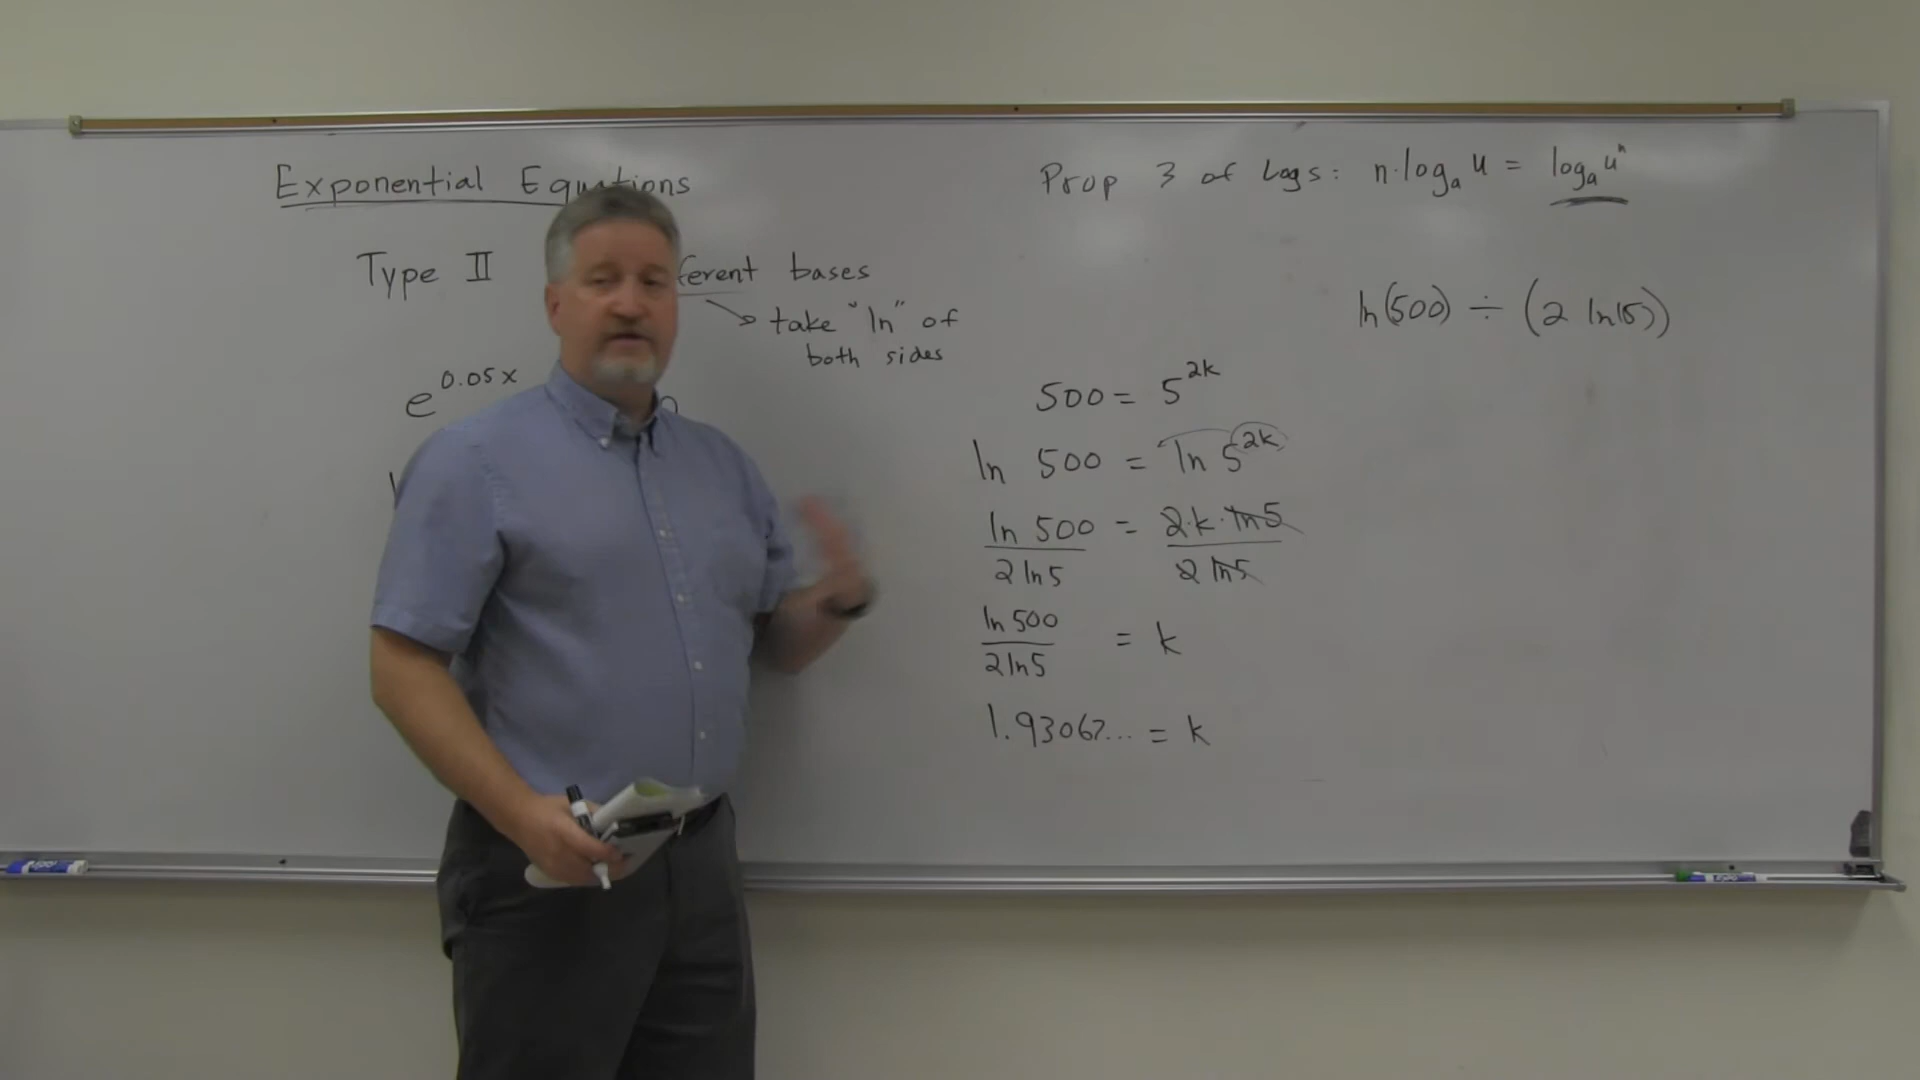 Exponential Equations
Type II ferent bases
take "ln" of
both sides
e^0.05x
Prop 3 of Logs: n·logₐ u = logₐ uⁿ
ln(500) ÷ (2 ln(5))
500 = 5^2k
ln 500 = ln 5^2k
ln 500 / 2 ln 5 = 2·k·ln 5 / 2 ln 5
ln 500 / 2 ln 5 = k
1.93067... = k